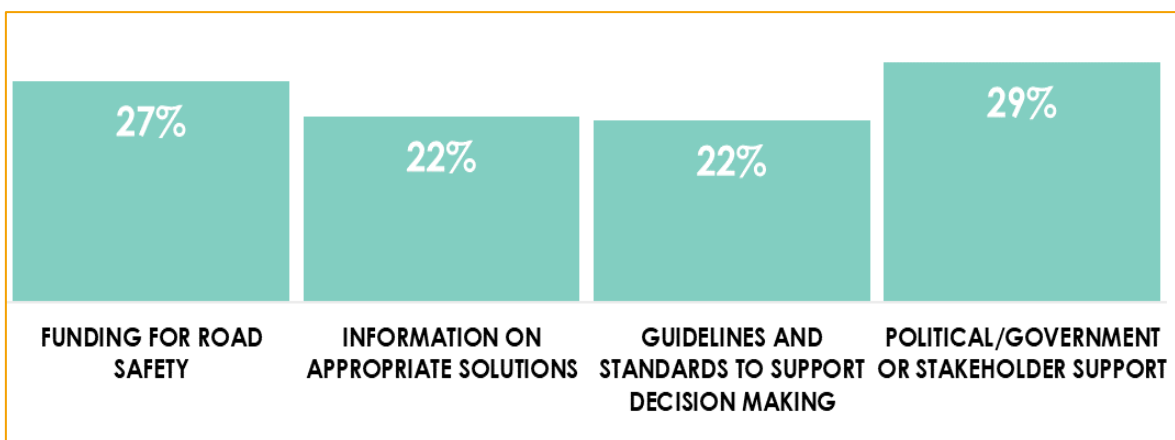 27%
22%
22%
29%
FUNDING FOR ROAD
SAFETY
INFORMATION ON
APPROPRIATE SOLUTIONS
GUIDELINES AND
STANDARDS TO SUPPORT
DECISION MAKING
POLITICAL/GOVERNMENT
OR STAKEHOLDER SUPPORT